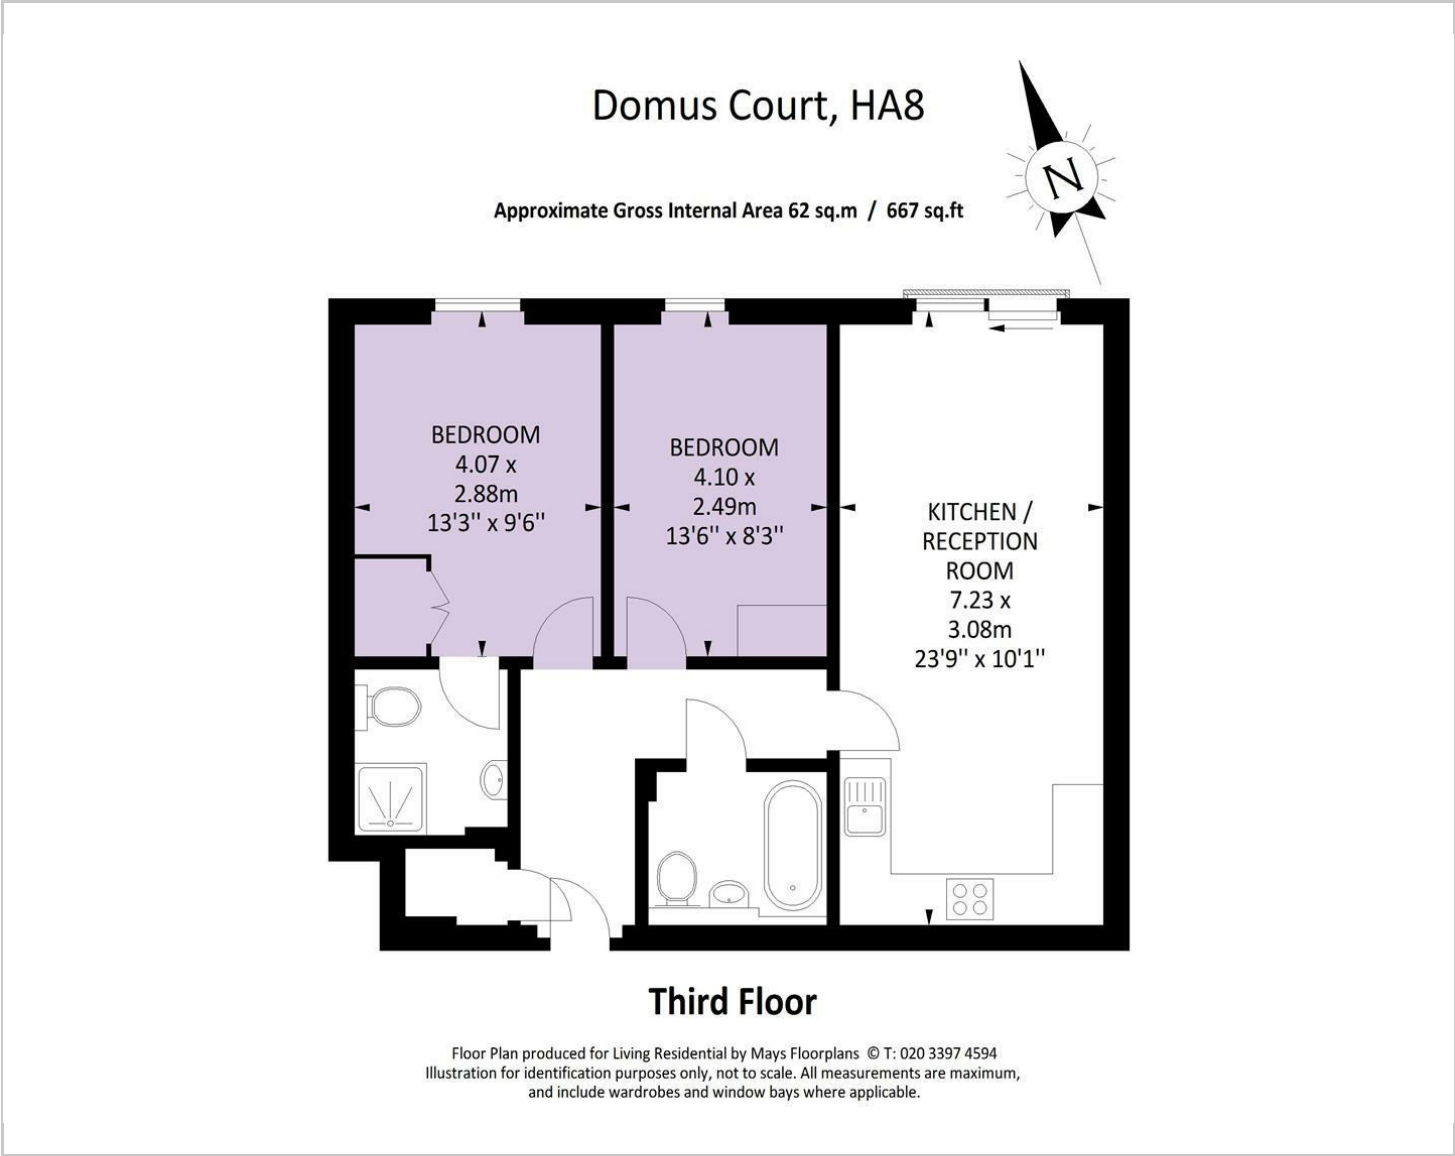 Domus Court, HA8
N
Approximate Gross Internal Area 62 sq.m / 667 sq.ft
BEDROOM
4.07 x
2.88m
13'3" x 9'6"
BEDROOM
4.10 x
2.49m
13'6" x 8'3"
KITCHEN /
RECEPTION
ROOM
7.23 x
3.08m
23'9" x 10'1"
Third Floor
Floor Plan produced for Living Residential by Mays Floorplans © T: 020 3397 4594
Illustration for identification purposes only, not to scale. All measurements are maximum,
and include wardrobes and window bays where applicable.